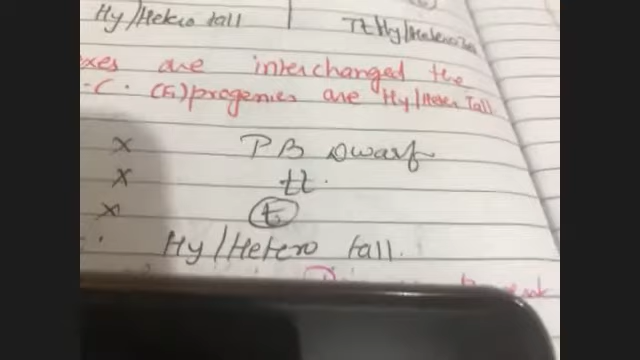 Hy/Hetero tall
Tt Hy/Hetero Tall
xes are interchanged the
(F1) progenies are Hy/Heter Tall
x PB Dwarf
x tt.
x t
Hy/Hetero tall.